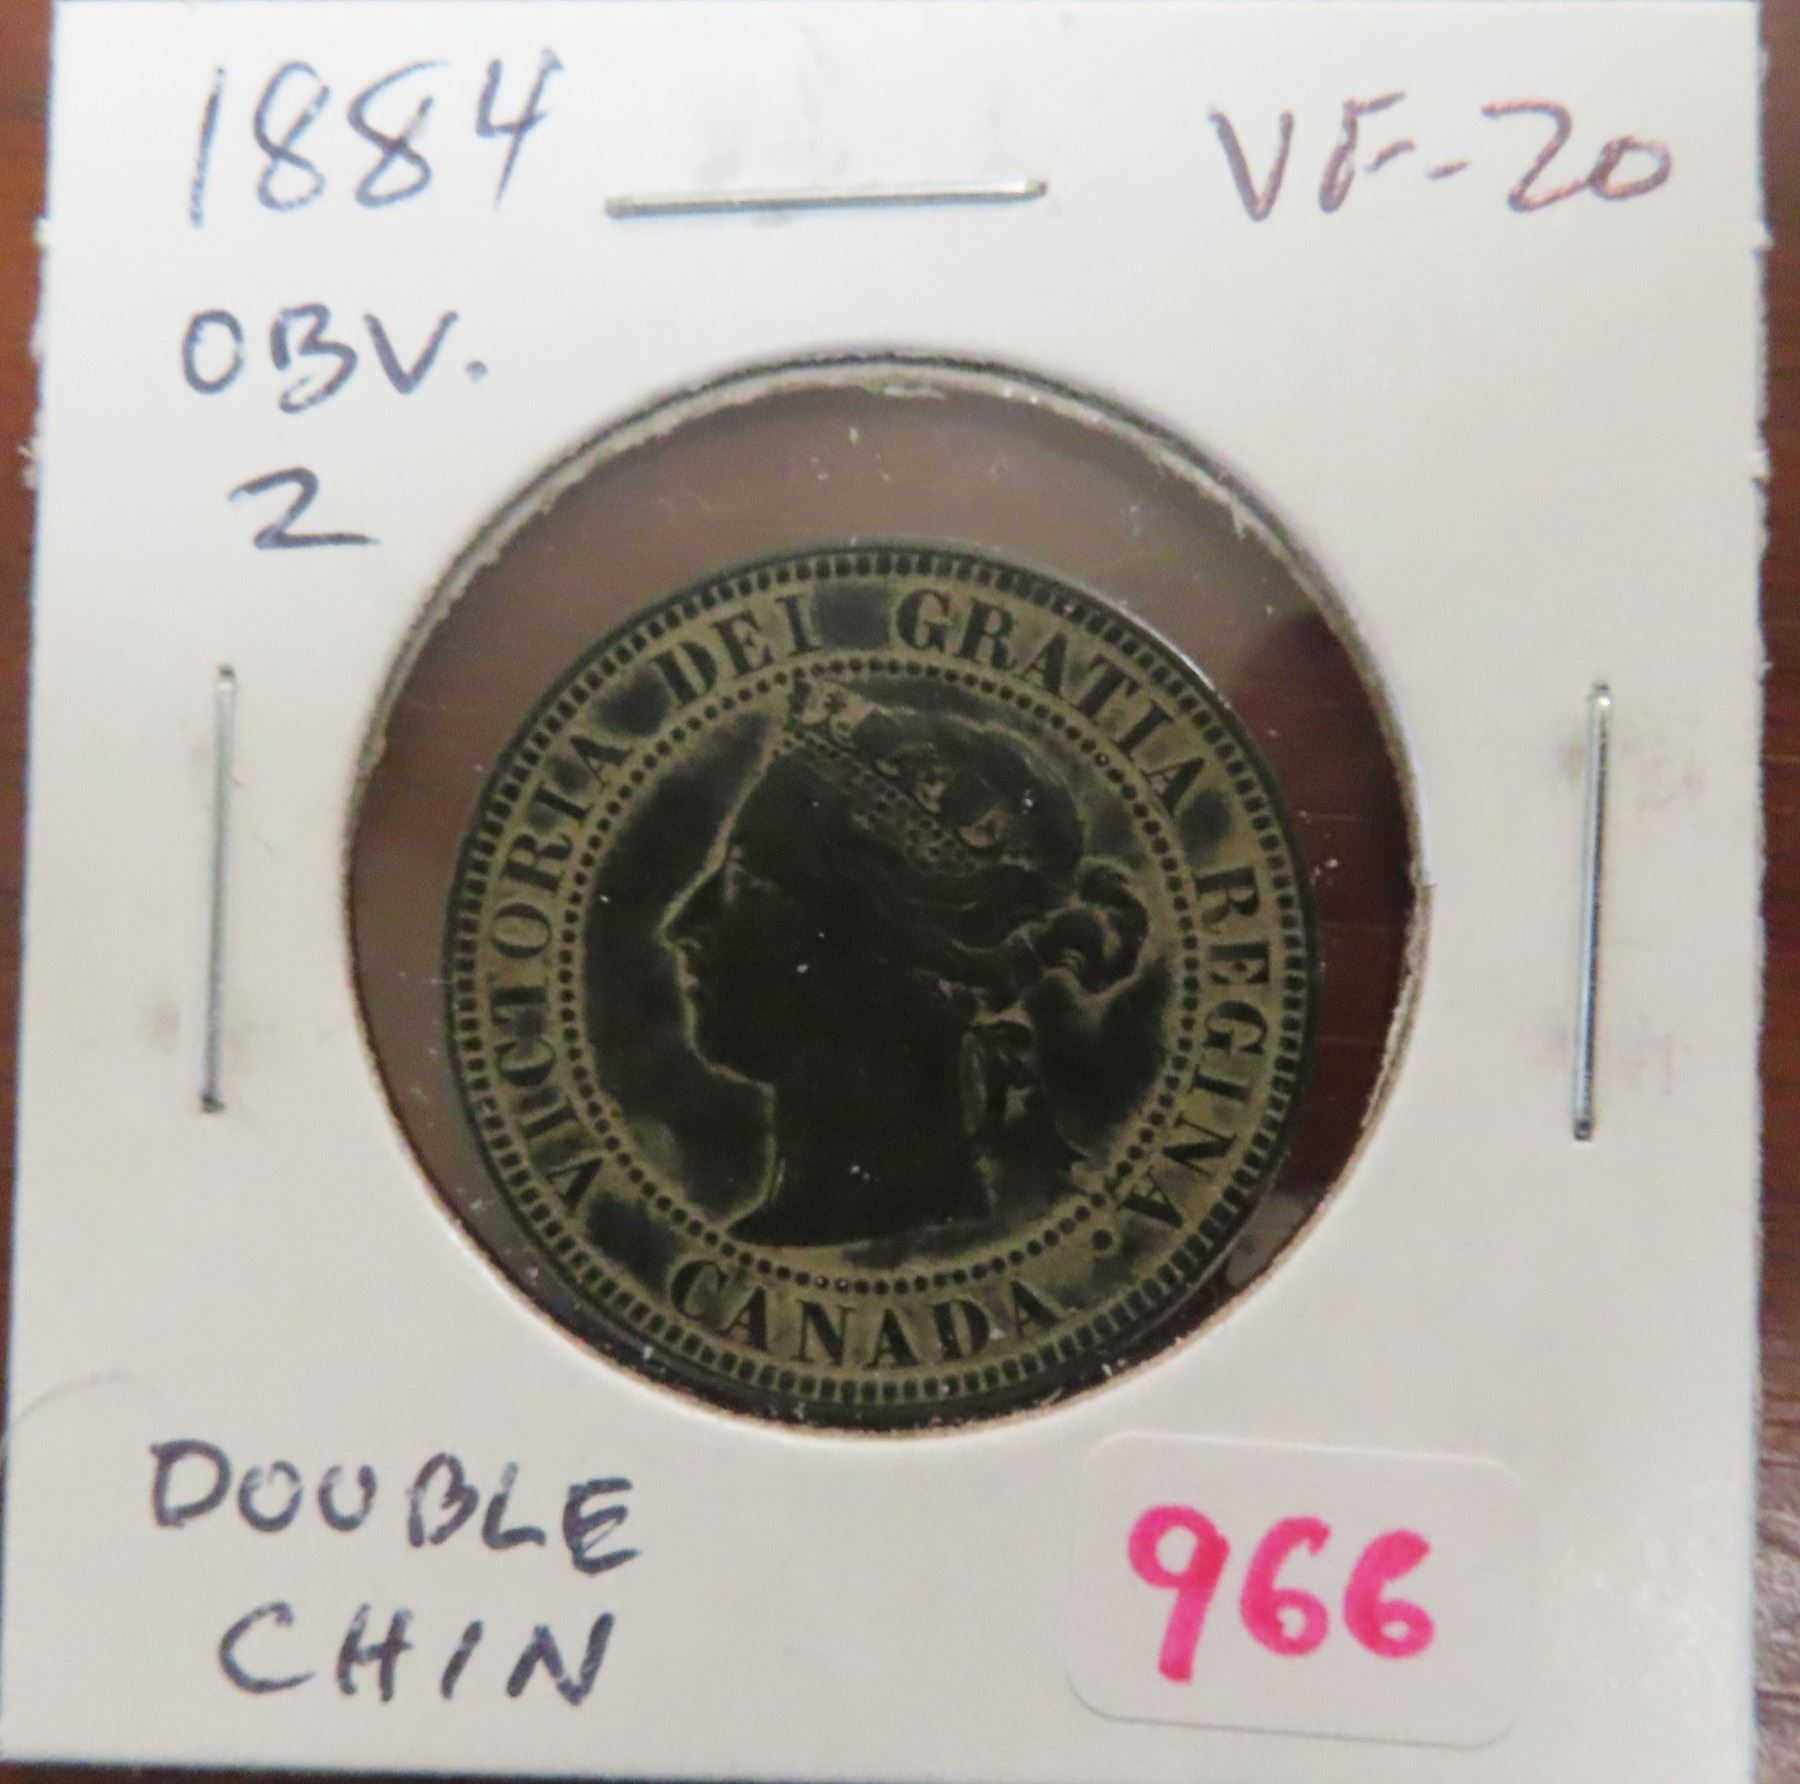 1884
VF-20
OBV.
2
VICTORIA DEI GRATIA REGINA.
CANADA
DOUBLE
CHIN
966